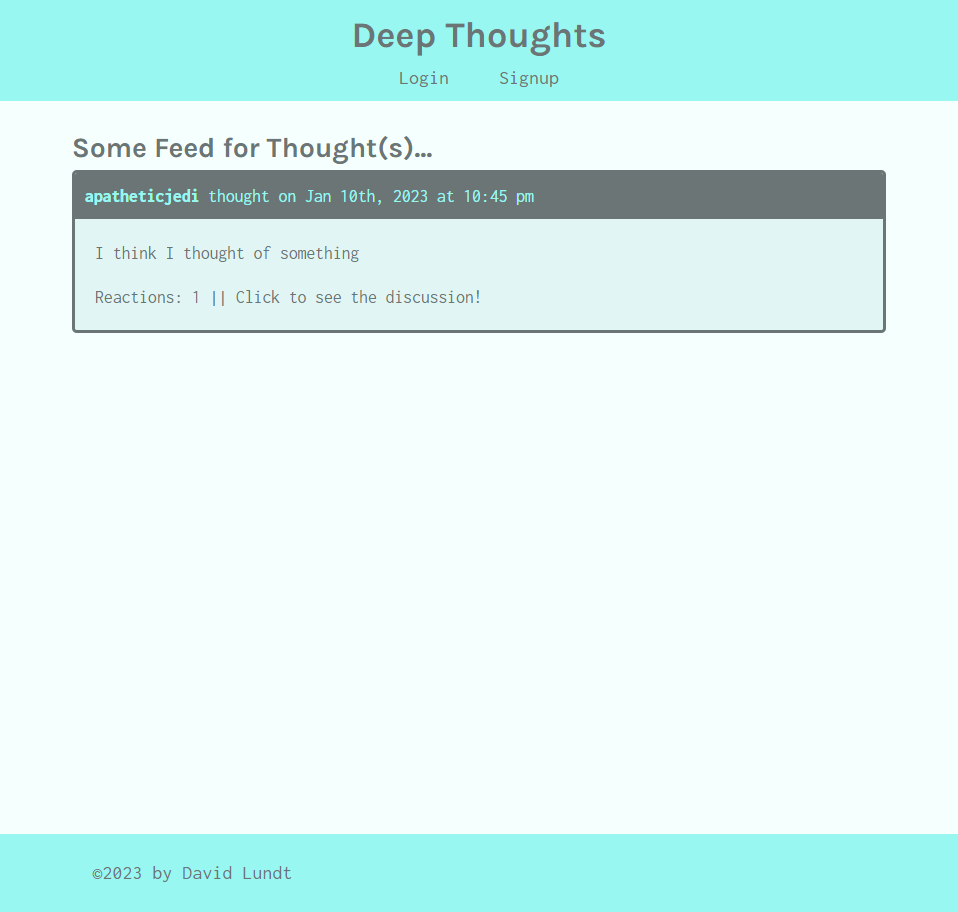 Deep Thoughts
Login Signup
Some Feed for Thought(s)...
apatheticjedi thought on Jan 10th, 2023 at 10:45 pm
I think I thought of something
Reactions: 1 || Click to see the discussion!
©2023 by David Lundt